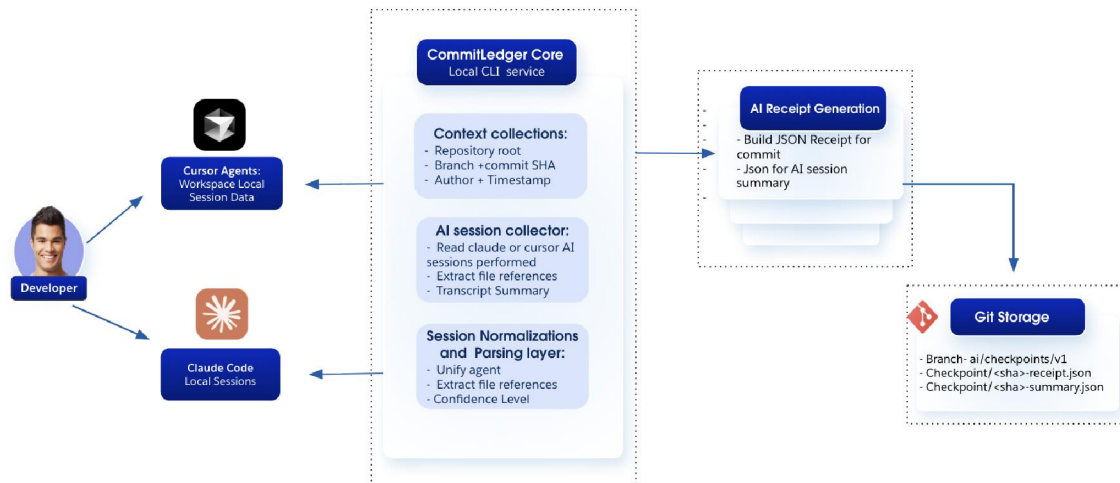 CommitLedger Core
Local CLI service
Context collections:
- Repository root
- Branch +commit SHA
- Author + Timestamp
AI session collector:
- Read claude or cursor AI
sessions performed
- Extract file references
- Transcript Summary
Session Normalizations
and Parsing layer:
- Unify agent
- Extract file references
- Confidence Level
Cursor Agents:
Workspace Local
Session Data
Developer
Claude Code
Local Sessions
AI Receipt Generation
- Build JSON Receipt for
commit
- Json for AI session
summary
Git Storage
- Branch- ai/checkpoints/v1
- Checkpoint/<sha>-receipt.json
- Checkpoint/<sha>-summary.json